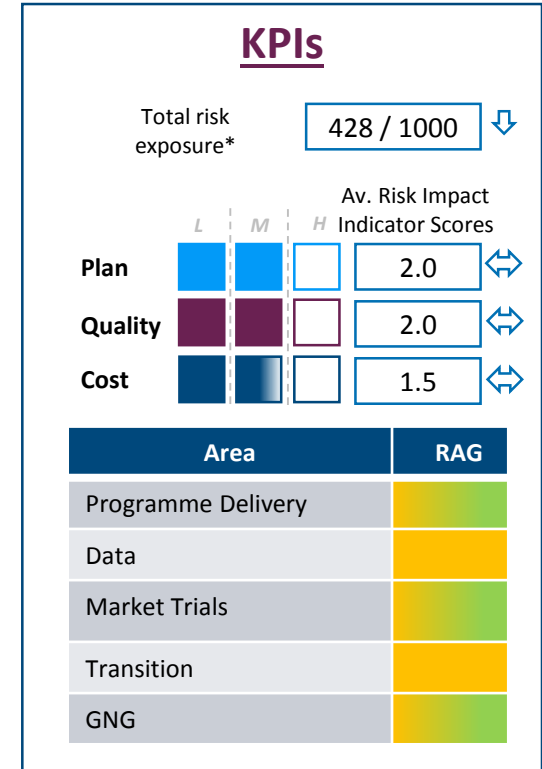 KPIs
Total risk
exposure*
428 / 1000
Av. Risk Impact
L M H Indicator Scores
Plan 2.0
Quality 2.0
Cost 1.5
Area RAG
Programme Delivery
Data
Market Trials
Transition
GNG